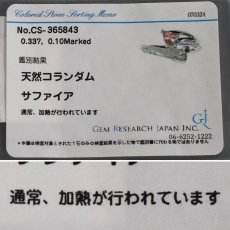 Colored Stone Sorting Memo
070324
No.CS-365843
0.337, 0.10Marked
鑑別結果
天然コランダム
サファイア
通常、加熱が行われています
GJ
GEM RESEARCH JAPAN INC.
06-6252-1222
通常、加熱が行われています